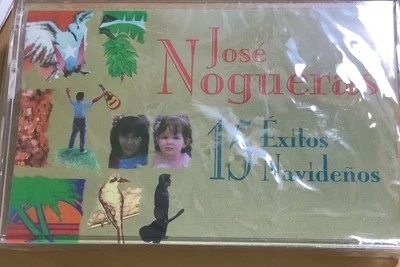 José
Nogueras
15 Éxitos
Navideños